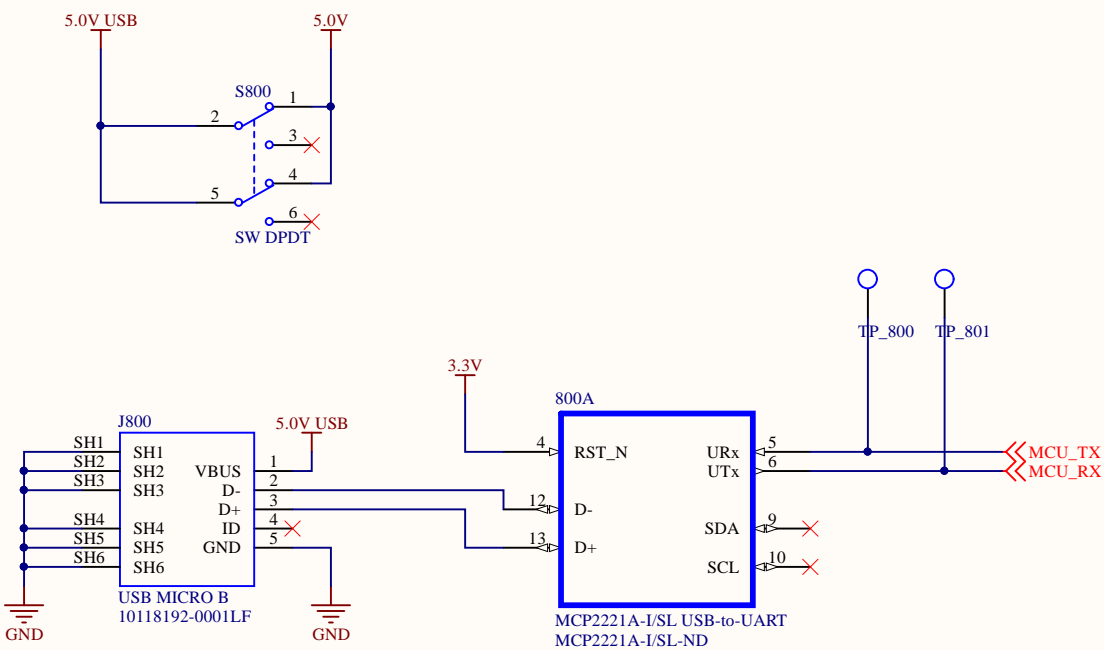 5.0V USB
5.0V
S800
1
2
3
4
5
6
SW DPDT
TP_800
TP_801
3.3V
800A
J800
5.0V USB
SH1
SH1
SH2
SH2
VBUS
1
SH3
SH3
D-
2
D+
3
SH4
SH4
ID
4
SH5
SH5
GND
5
SH6
SH6
USB MICRO B
10118192-0001LF
GND
GND
4
RST_N
URx
5
MCU_TX
UTx
6
MCU_RX
12
D-
SDA
9
13
D+
SCL
10
MCP2221A-I/SL USB-to-UART
MCP2221A-I/SL-ND